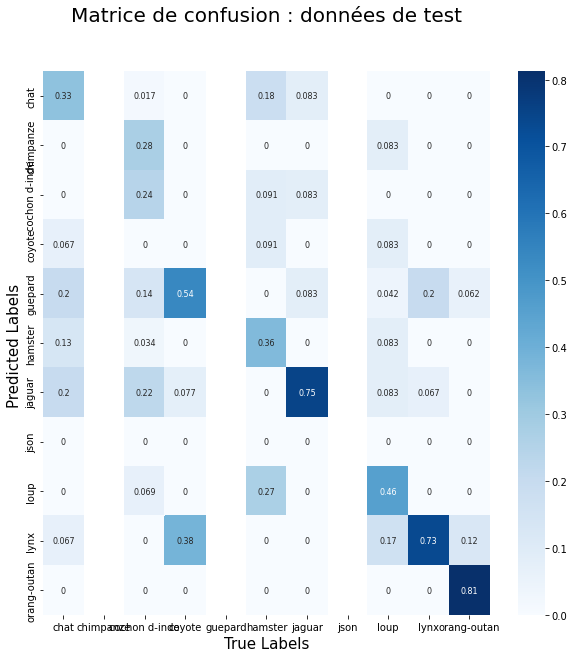 Matrice de confusion : données de test
Predicted Labels
chat 0.33 0.017 0 0.18 0.083 0 0 0
chimpanze 0 0.28 0 0 0 0.083 0 0
cochon d-inde 0 0.24 0 0.091 0.083 0 0 0
coyote 0.067 0 0 0.091 0 0.083 0 0
guepard 0.2 0.14 0.54 0 0.083 0.042 0.2 0.062
hamster 0.13 0.034 0 0.36 0 0.083 0 0
jaguar 0.2 0.22 0.077 0 0.75 0.083 0.067 0
json 0 0 0 0 0 0 0 0
loup 0 0.069 0 0.27 0 0.46 0 0
lynx 0.067 0 0.38 0 0 0.17 0.73 0.12
orang-outan 0 0 0 0 0 0 0 0.81
chat chimpanze cochon d-inde coyote guepard hamster jaguar json loup lynx orang-outan
True Labels
0.8
0.7
0.6
0.5
0.4
0.3
0.2
0.1
0.0